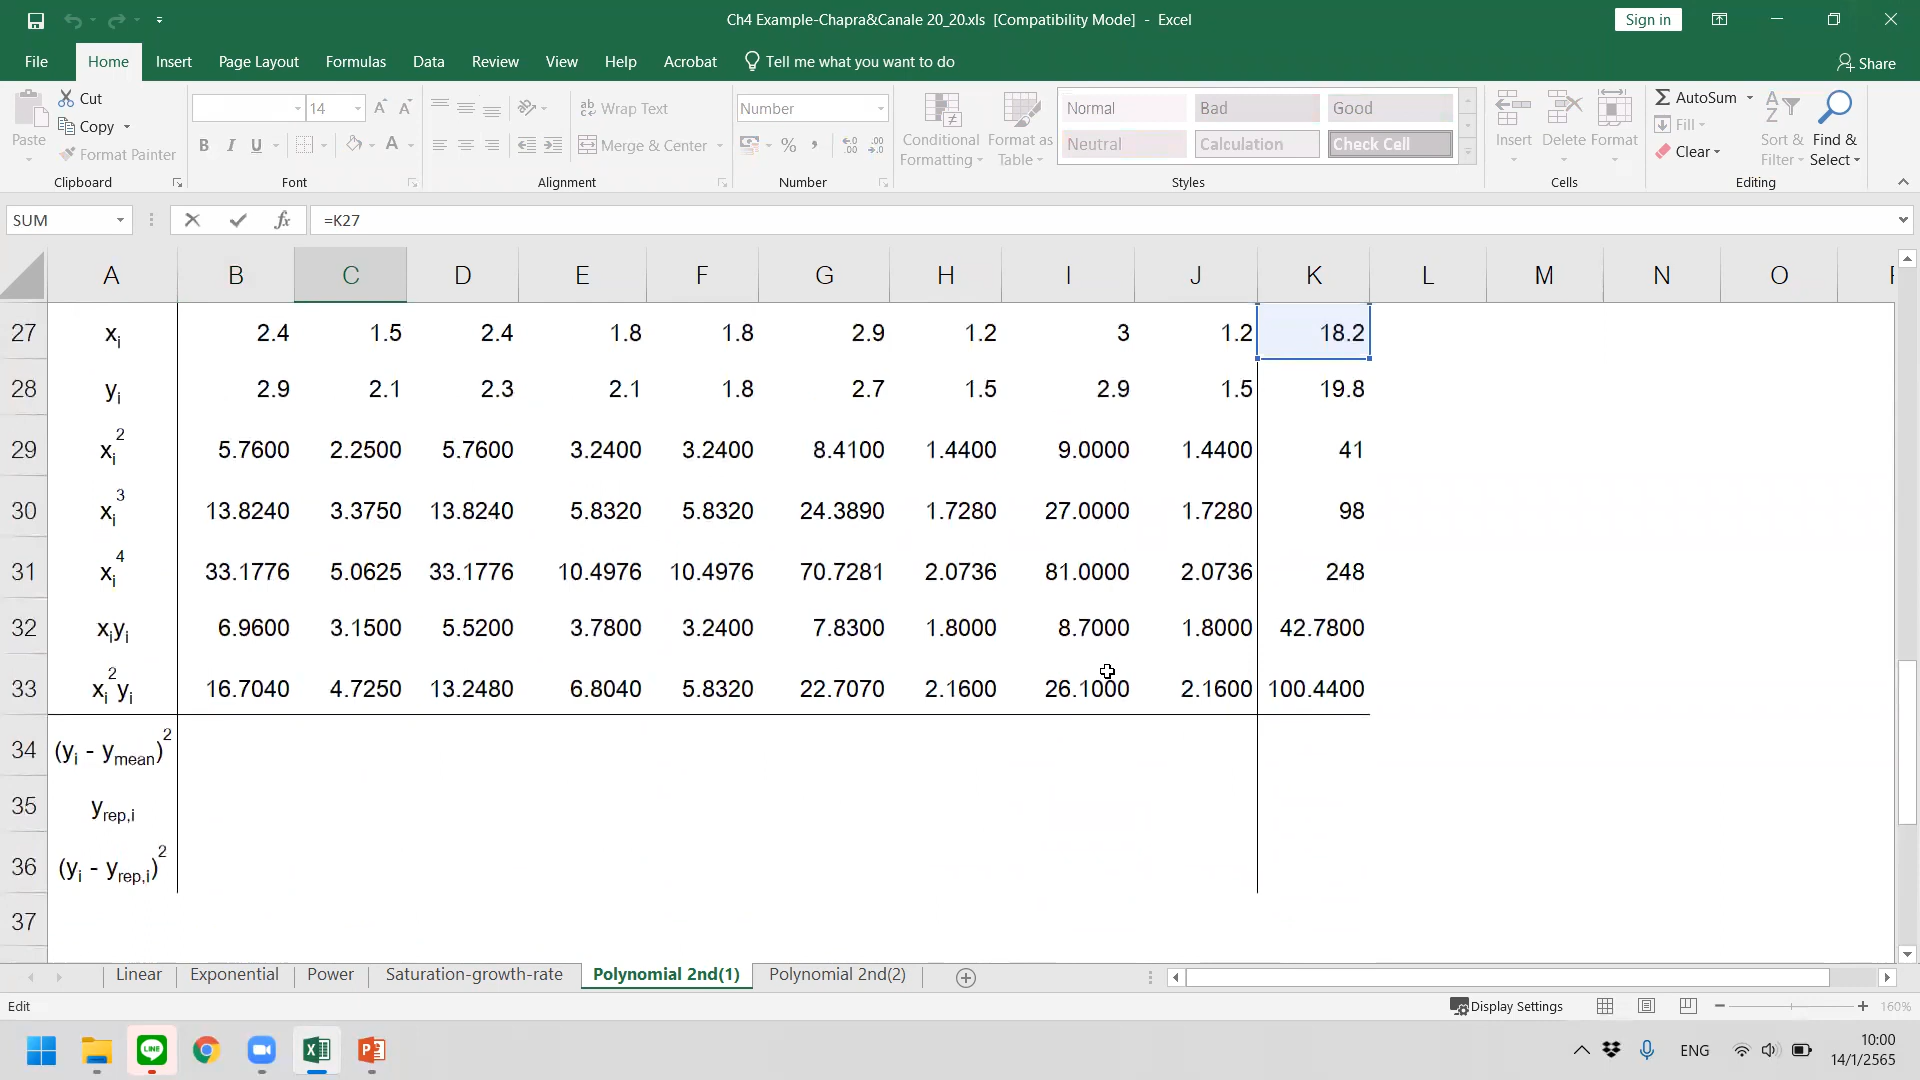 Ch4 Example-Chapra&Canale 20_20.xls [Compatibility Mode] - Excel
Sign in
File Home Insert Page Layout Formulas Data Review View Help Acrobat Tell me what you want to do Share
Cut
Copy
Format Painter
Paste
Clipboard
14 A A
B I U A
Font
ab Wrap Text
Merge & Center
Alignment
Number
% ,
Number
Conditional Formatting
Format as Table
Normal Bad Good
Neutral Calculation Check Cell
Styles
Insert Delete Format
Cells
AutoSum
Fill
Clear
Sort & Filter
Find & Select
Editing
SUM fx =K27
A B C D E F G H I J K L M N O
27 xi 2.4 1.5 2.4 1.8 1.8 2.9 1.2 3 1.2 18.2
28 yi 2.9 2.1 2.3 2.1 1.8 2.7 1.5 2.9 1.5 19.8
29 xi2 5.7600 2.2500 5.7600 3.2400 3.2400 8.4100 1.4400 9.0000 1.4400 41
30 xi3 13.8240 3.3750 13.8240 5.8320 5.8320 24.3890 1.7280 27.0000 1.7280 98
31 xi4 33.1776 5.0625 33.1776 10.4976 10.4976 70.7281 2.0736 81.0000 2.0736 248
32 xiyi 6.9600 3.1500 5.5200 3.7800 3.2400 7.8300 1.8000 8.7000 1.8000 42.7800
33 xi2yi 16.7040 4.7250 13.2480 6.8040 5.8320 22.7070 2.1600 26.1000 2.1600 100.4400
34 (yi - ymean)2
35 yrep,i
36 (yi - yrep,i)2
37
Linear Exponential Power Saturation-growth-rate Polynomial 2nd(1) Polynomial 2nd(2)
Edit Display Settings 160%
LINE ENG 10:00
14/1/2565